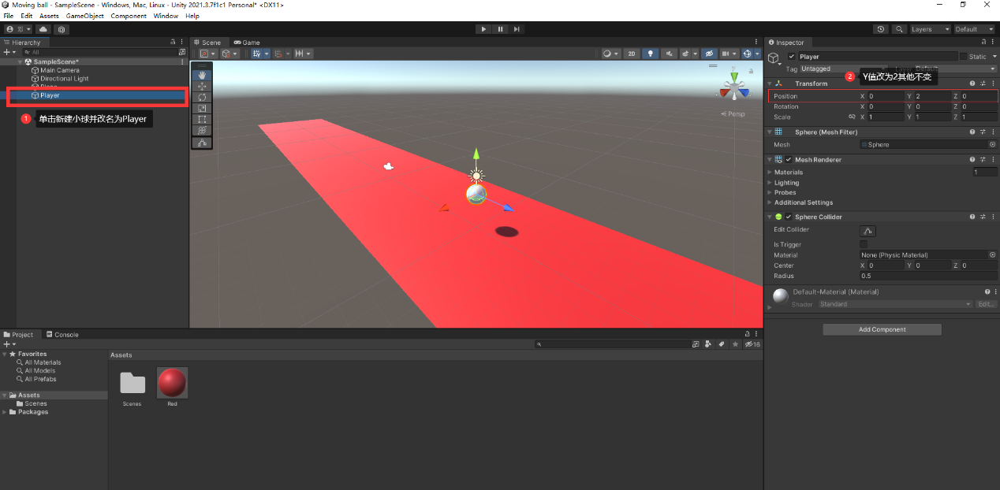 Moving ball - SampleScene - Windows, Mac, Linux - Unity 2021.3.7f1c1 Personal* <DX11>
File Edit Assets GameObject Component Window Help
Layers Default
Hierarchy
All
SampleScene*
Main Camera
Directional Light
Plane
Player
1 单击新建小球并改名为Player
Scene Game
2D
Persp
Inspector
Player Static
Tag Untagged Layer Default
2 Y值改为2其他不变
Transform
Position X 0 Y 2 Z 0
Rotation X 0 Y 0 Z 0
Scale X 1 Y 1 Z 1
Sphere (Mesh Filter)
Mesh Sphere
Mesh Renderer
Materials 1
Lighting
Probes
Additional Settings
Sphere Collider
Edit Collider
Is Trigger
Material None (Physic Material)
Center X 0 Y 0 Z 0
Radius 0.5
Default-Material (Material)
Shader Standard Edit...
Add Component
Project Console
16
Favorites
All Materials
All Models
All Prefabs
Assets
Scenes
Packages
Assets
Scenes
Red